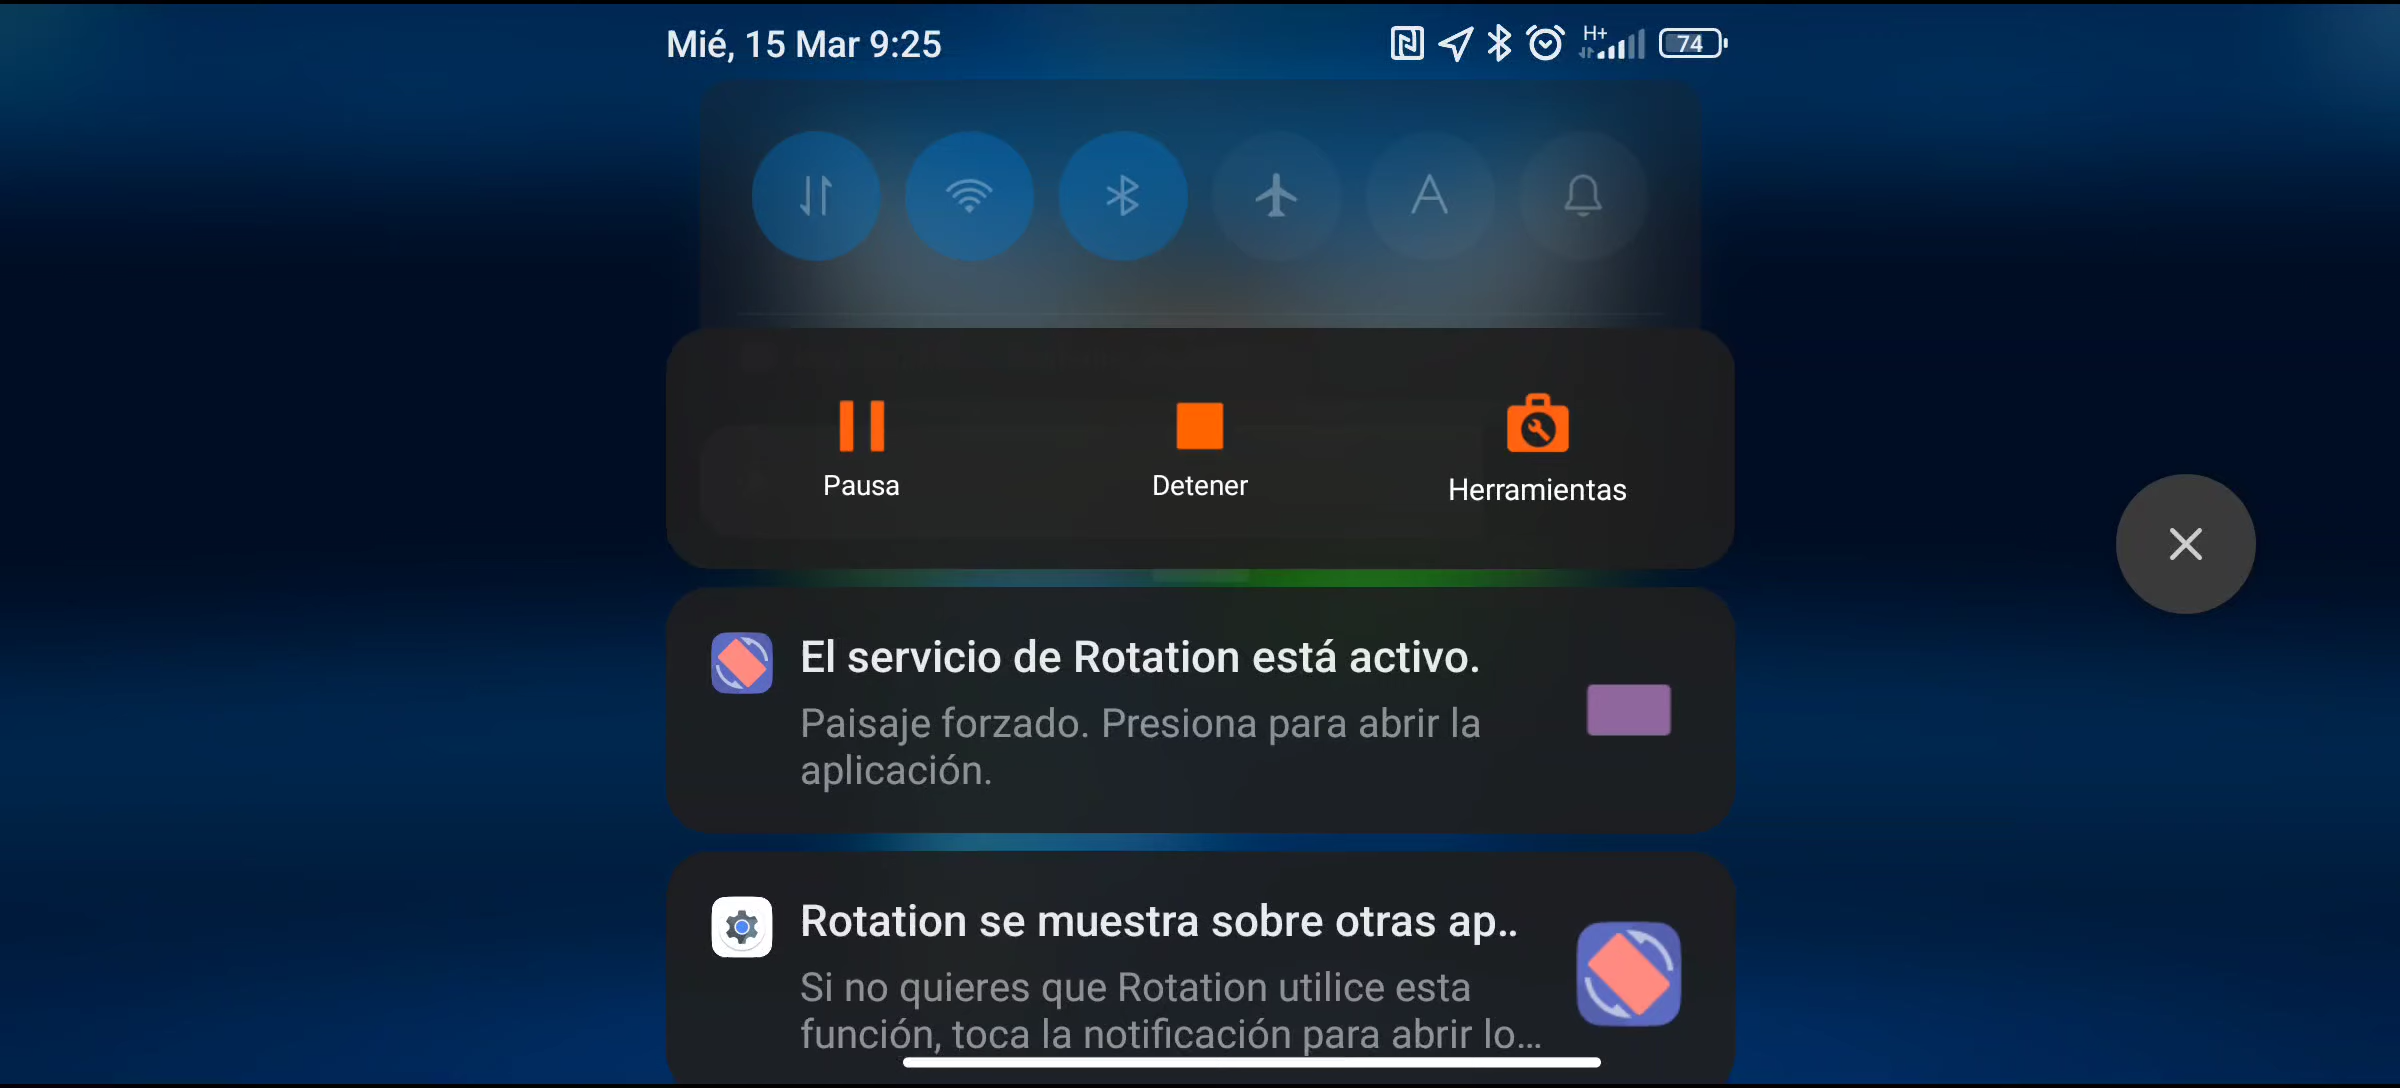 Mié, 15 Mar 9:25
H+
74
A
Pausa
Detener
Herramientas
El servicio de Rotation está activo.
Paisaje forzado. Presiona para abrir la
aplicación.
Rotation se muestra sobre otras ap..
Si no quieres que Rotation utilice esta
función, toca la notificación para abrir lo...